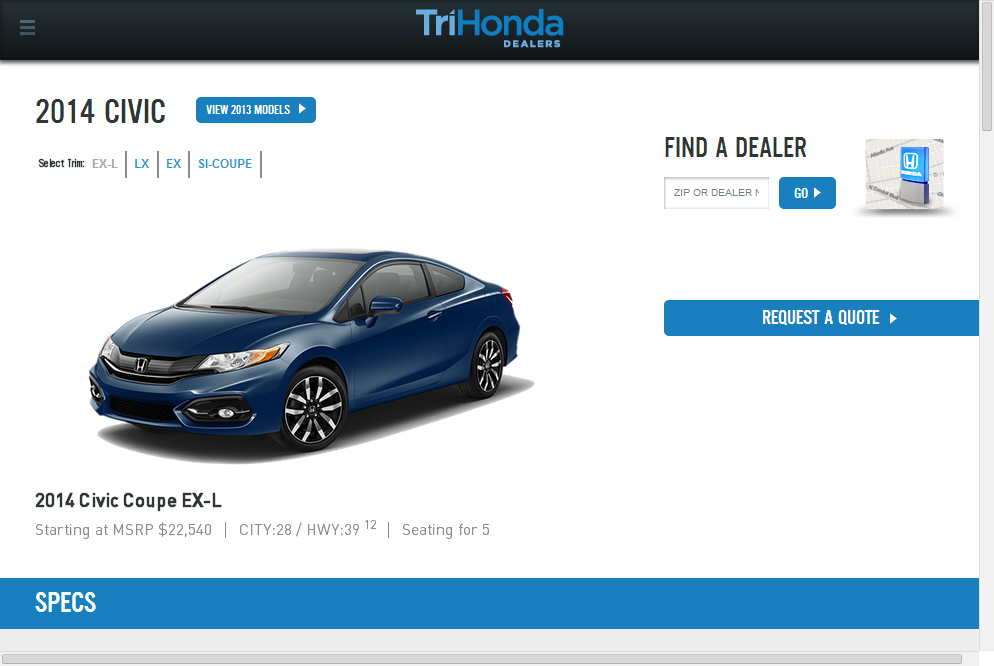 TriHonda
DEALERS
2014 CIVIC
VIEW 2013 MODELS
Select Trim: EX-L LX EX SI-COUPE
FIND A DEALER
ZIP OR DEALER N
GO
HONDA
REQUEST A QUOTE
2014 Civic Coupe EX-L
Starting at MSRP $22,540 | CITY:28 / HWY:39 12 | Seating for 5
SPECS